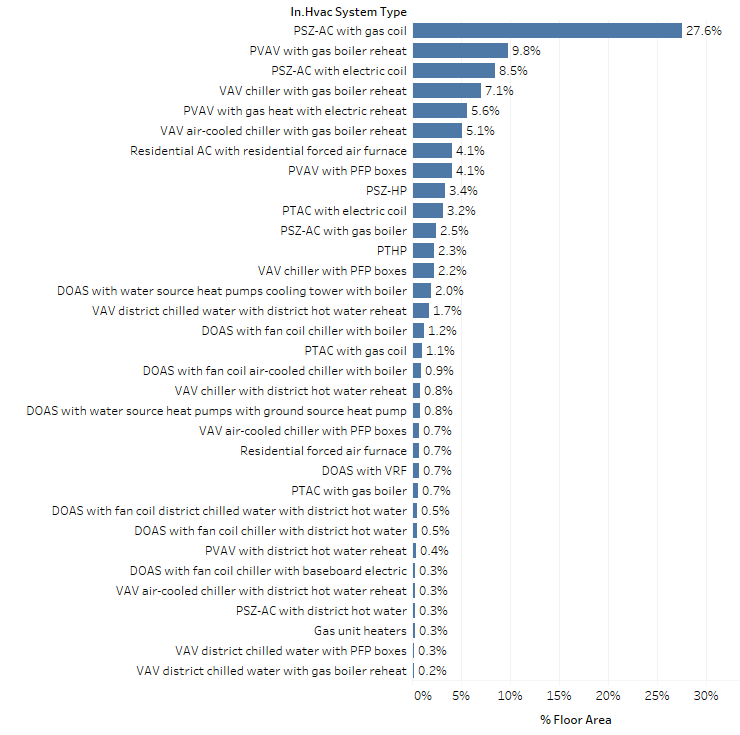 In.Hvac System Type
PSZ-AC with gas coil 27.6%
PVAV with gas boiler reheat 9.8%
PSZ-AC with electric coil 8.5%
VAV chiller with gas boiler reheat 7.1%
PVAV with gas heat with electric reheat 5.6%
VAV air-cooled chiller with gas boiler reheat 5.1%
Residential AC with residential forced air furnace 4.1%
PVAV with PFP boxes 4.1%
PSZ-HP 3.4%
PTAC with electric coil 3.2%
PSZ-AC with gas boiler 2.5%
PTHP 2.3%
VAV chiller with PFP boxes 2.2%
DOAS with water source heat pumps cooling tower with boiler 2.0%
VAV district chilled water with district hot water reheat 1.7%
DOAS with fan coil chiller with boiler 1.2%
PTAC with gas coil 1.1%
DOAS with fan coil air-cooled chiller with boiler 0.9%
VAV chiller with district hot water reheat 0.8%
DOAS with water source heat pumps with ground source heat pump 0.8%
VAV air-cooled chiller with PFP boxes 0.7%
Residential forced air furnace 0.7%
DOAS with VRF 0.7%
PTAC with gas boiler 0.7%
DOAS with fan coil district chilled water with district hot water 0.5%
DOAS with fan coil chiller with district hot water 0.5%
PVAV with district hot water reheat 0.4%
DOAS with fan coil chiller with baseboard electric 0.3%
VAV air-cooled chiller with district hot water reheat 0.3%
PSZ-AC with district hot water 0.3%
Gas unit heaters 0.3%
VAV district chilled water with PFP boxes 0.3%
VAV district chilled water with gas boiler reheat 0.2%
0% 5% 10% 15% 20% 25% 30%
% Floor Area